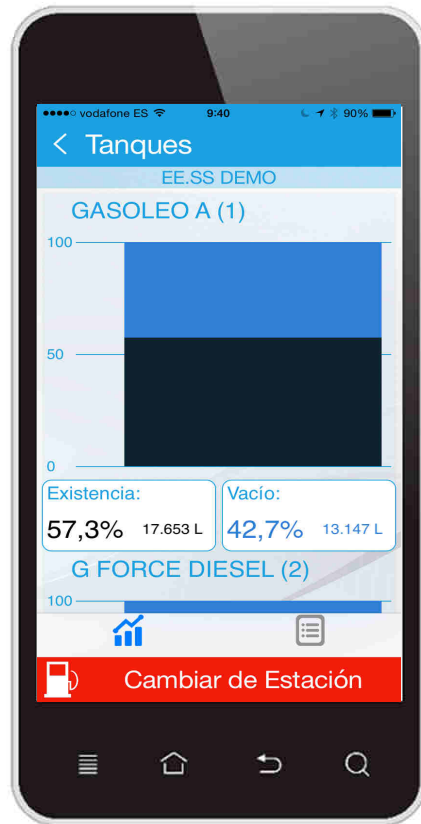 vodafone ES 9:40 90%
Tanques
EE.SS DEMO
GASOLEO A (1)
100
50
0
Existencia: Vacío:
57,3% 17.653 L 42,7% 13.147 L
G FORCE DIESEL (2)
100
Cambiar de Estación